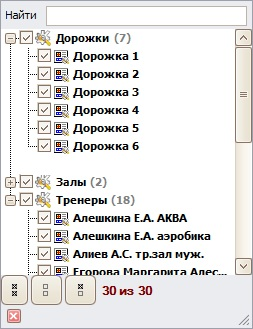 Найти
Дорожки (7)
Дорожка 1
Дорожка 2
Дорожка 3
Дорожка 4
Дорожка 5
Дорожка 6
Залы (2)
Тренеры (18)
Алешкина Е.А. АКВА
Алешкина Е.А. аэробика
Алиев А.С. тр.зал муж.
Егорова Маргарита Алес...
30 из 30